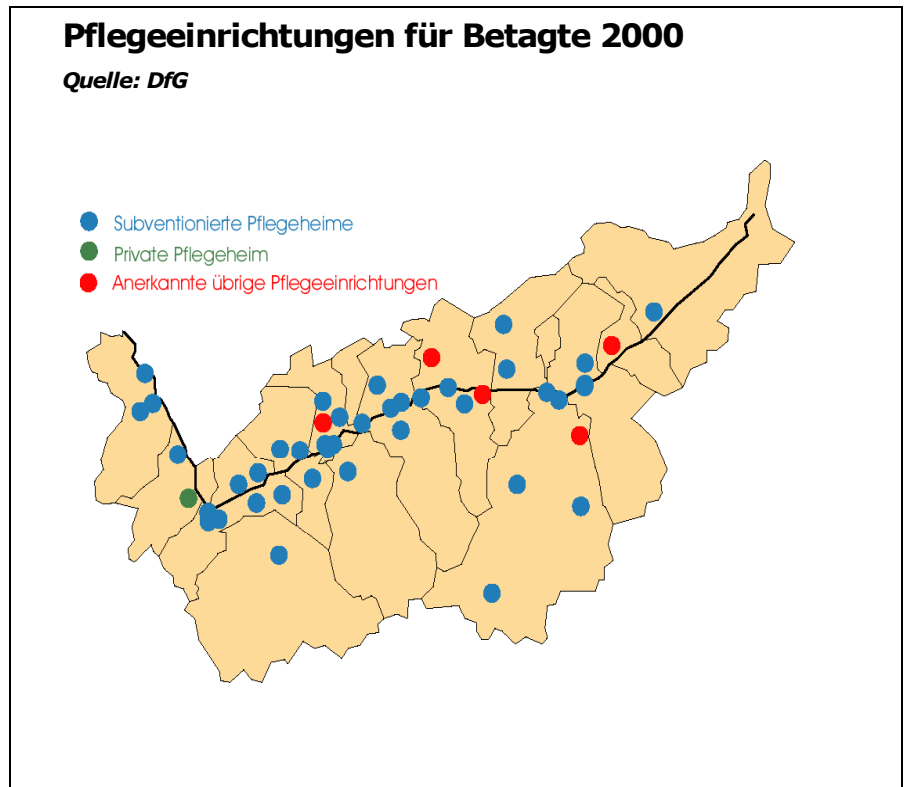 Pflegeeinrichtungen für Betagte 2000
Quelle: DfG
Subventionierte Pflegeheime
Private Pflegeheim
Anerkannte übrige Pflegeeinrichtungen